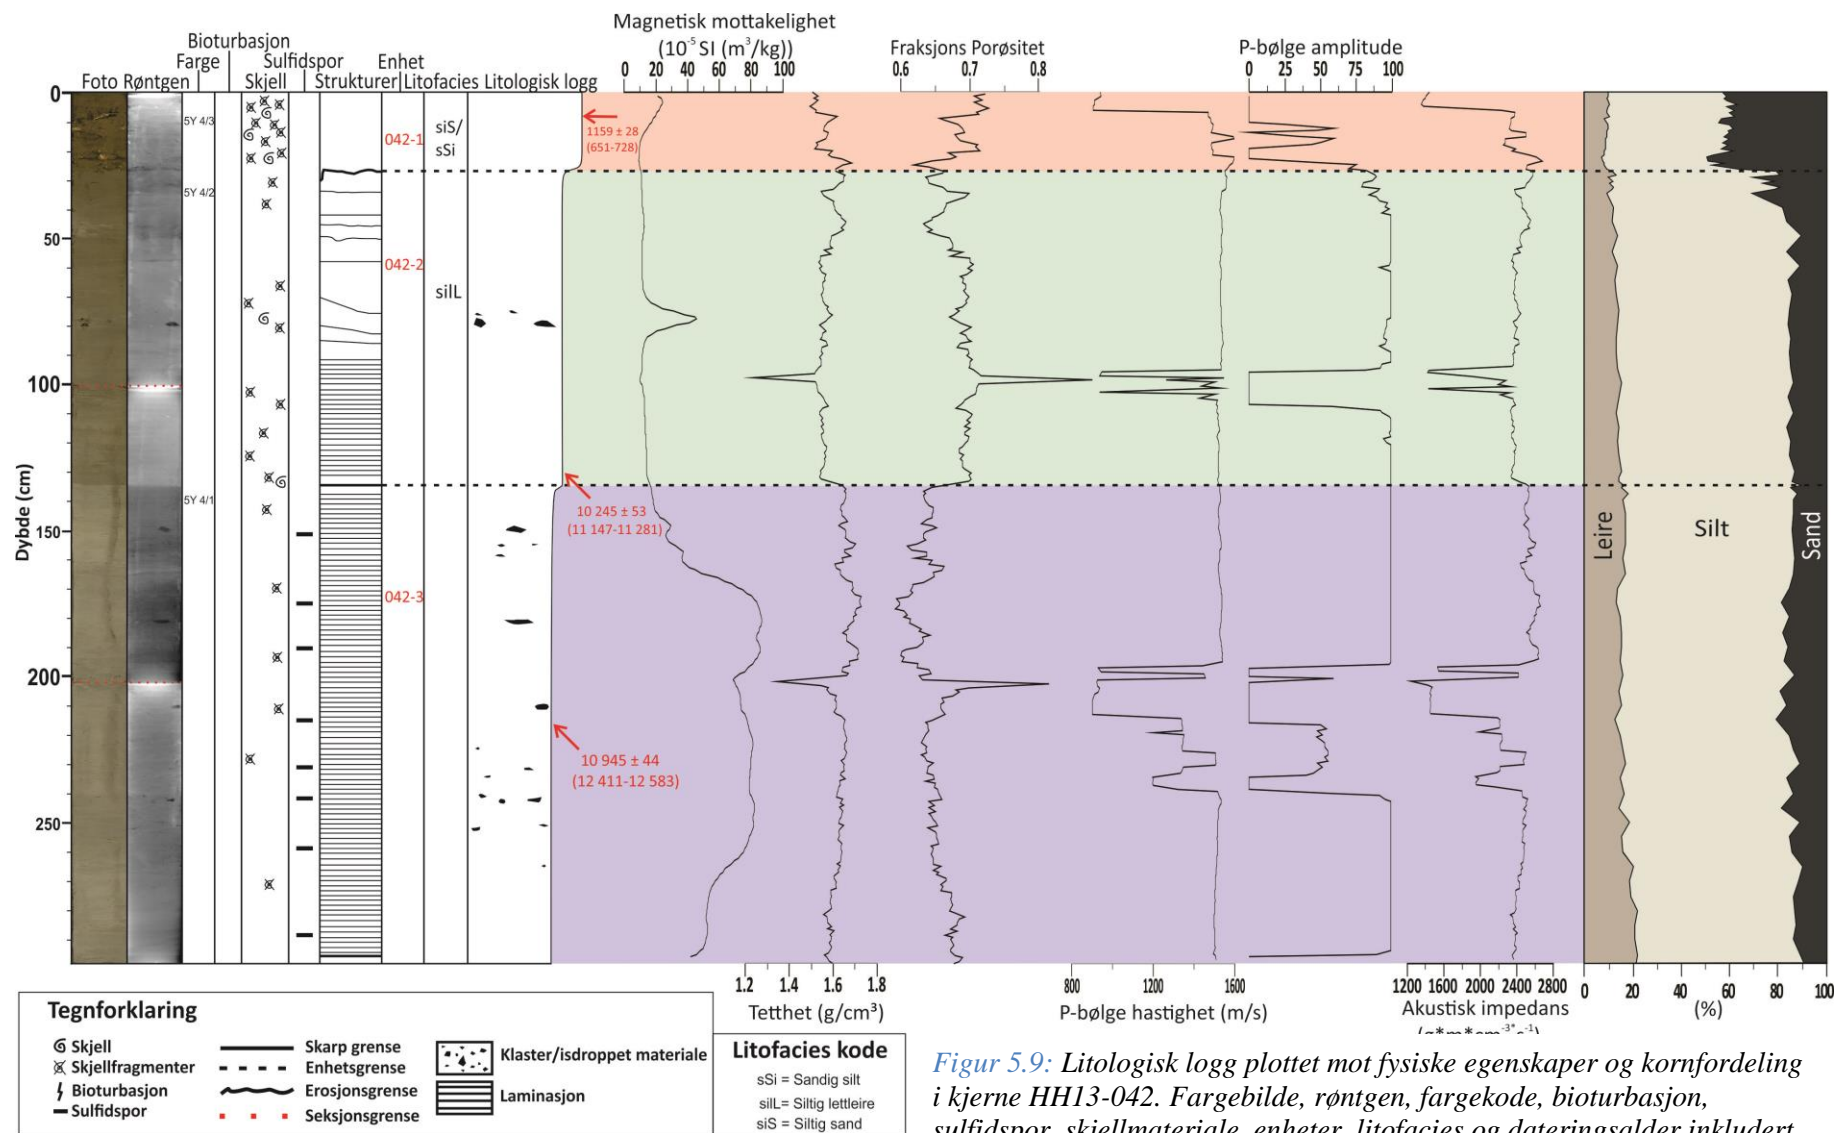 Magnetisk mottakelighet
(10⁻⁵ SI (m³/kg))
Fraksjons Porøsitet
P-bølge amplitude
Bioturbasjon
Farge
Sulfidspor
Enhet
Foto Røntgen
Skjell
Strukturer
Litofacies
Litologisk logg
0 20 40 60 80 100
0.6 0.7 0.8
0 25 50 75 100
0
50
100
150
200
250
Dybde (cm)
5Y 4/3
5Y 4/2
5Y 4/1
042-1
042-2
042-3
siS/
sSi
silL
1159 ± 28
(651-728)
10 245 ± 53
(11 147-11 281)
10 945 ± 44
(12 411-12 583)
Leire
Silt
Sand
1.2 1.4 1.6 1.8
Tetthet (g/cm³)
800 1200 1600
P-bølge hastighet (m/s)
1200 1600 2000 2400 2800
Akustisk impedans
0 20 40 60 80 100
(%)
Tegnforklaring
Skjell
Skjellfragmenter
Bioturbasjon
Sulfidspor
Skarp grense
Enhetsgrense
Erosjonsgrense
Seksjonsgrense
Klaster/isdroppet materiale
Laminasjon
Litofacies kode
sSi = Sandig silt
silL= Siltig lettleire
siS = Siltig sand
Figur 5.9: Litologisk logg plottet mot fysiske egenskaper og kornfordeling
i kjerne HH13-042. Fargebilde, røntgen, fargekode, bioturbasjon,
sulfidspor, skjellmateriale, enheter, litofacies og dateringsalder inkludert